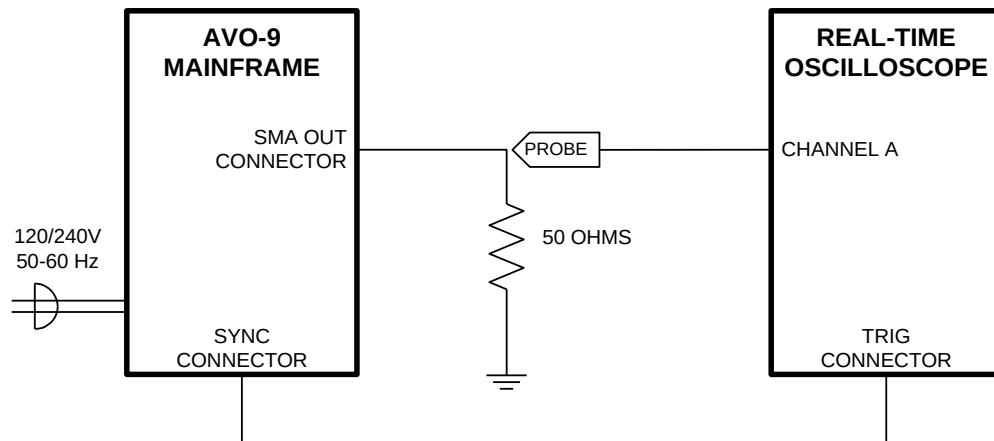 AVO-9
MAINFRAME
REAL-TIME
OSCILLOSCOPE
SMA OUT
CONNECTOR
PROBE
CHANNEL A
120/240V
50-60 Hz
50 OHMS
SYNC
CONNECTOR
TRIG
CONNECTOR